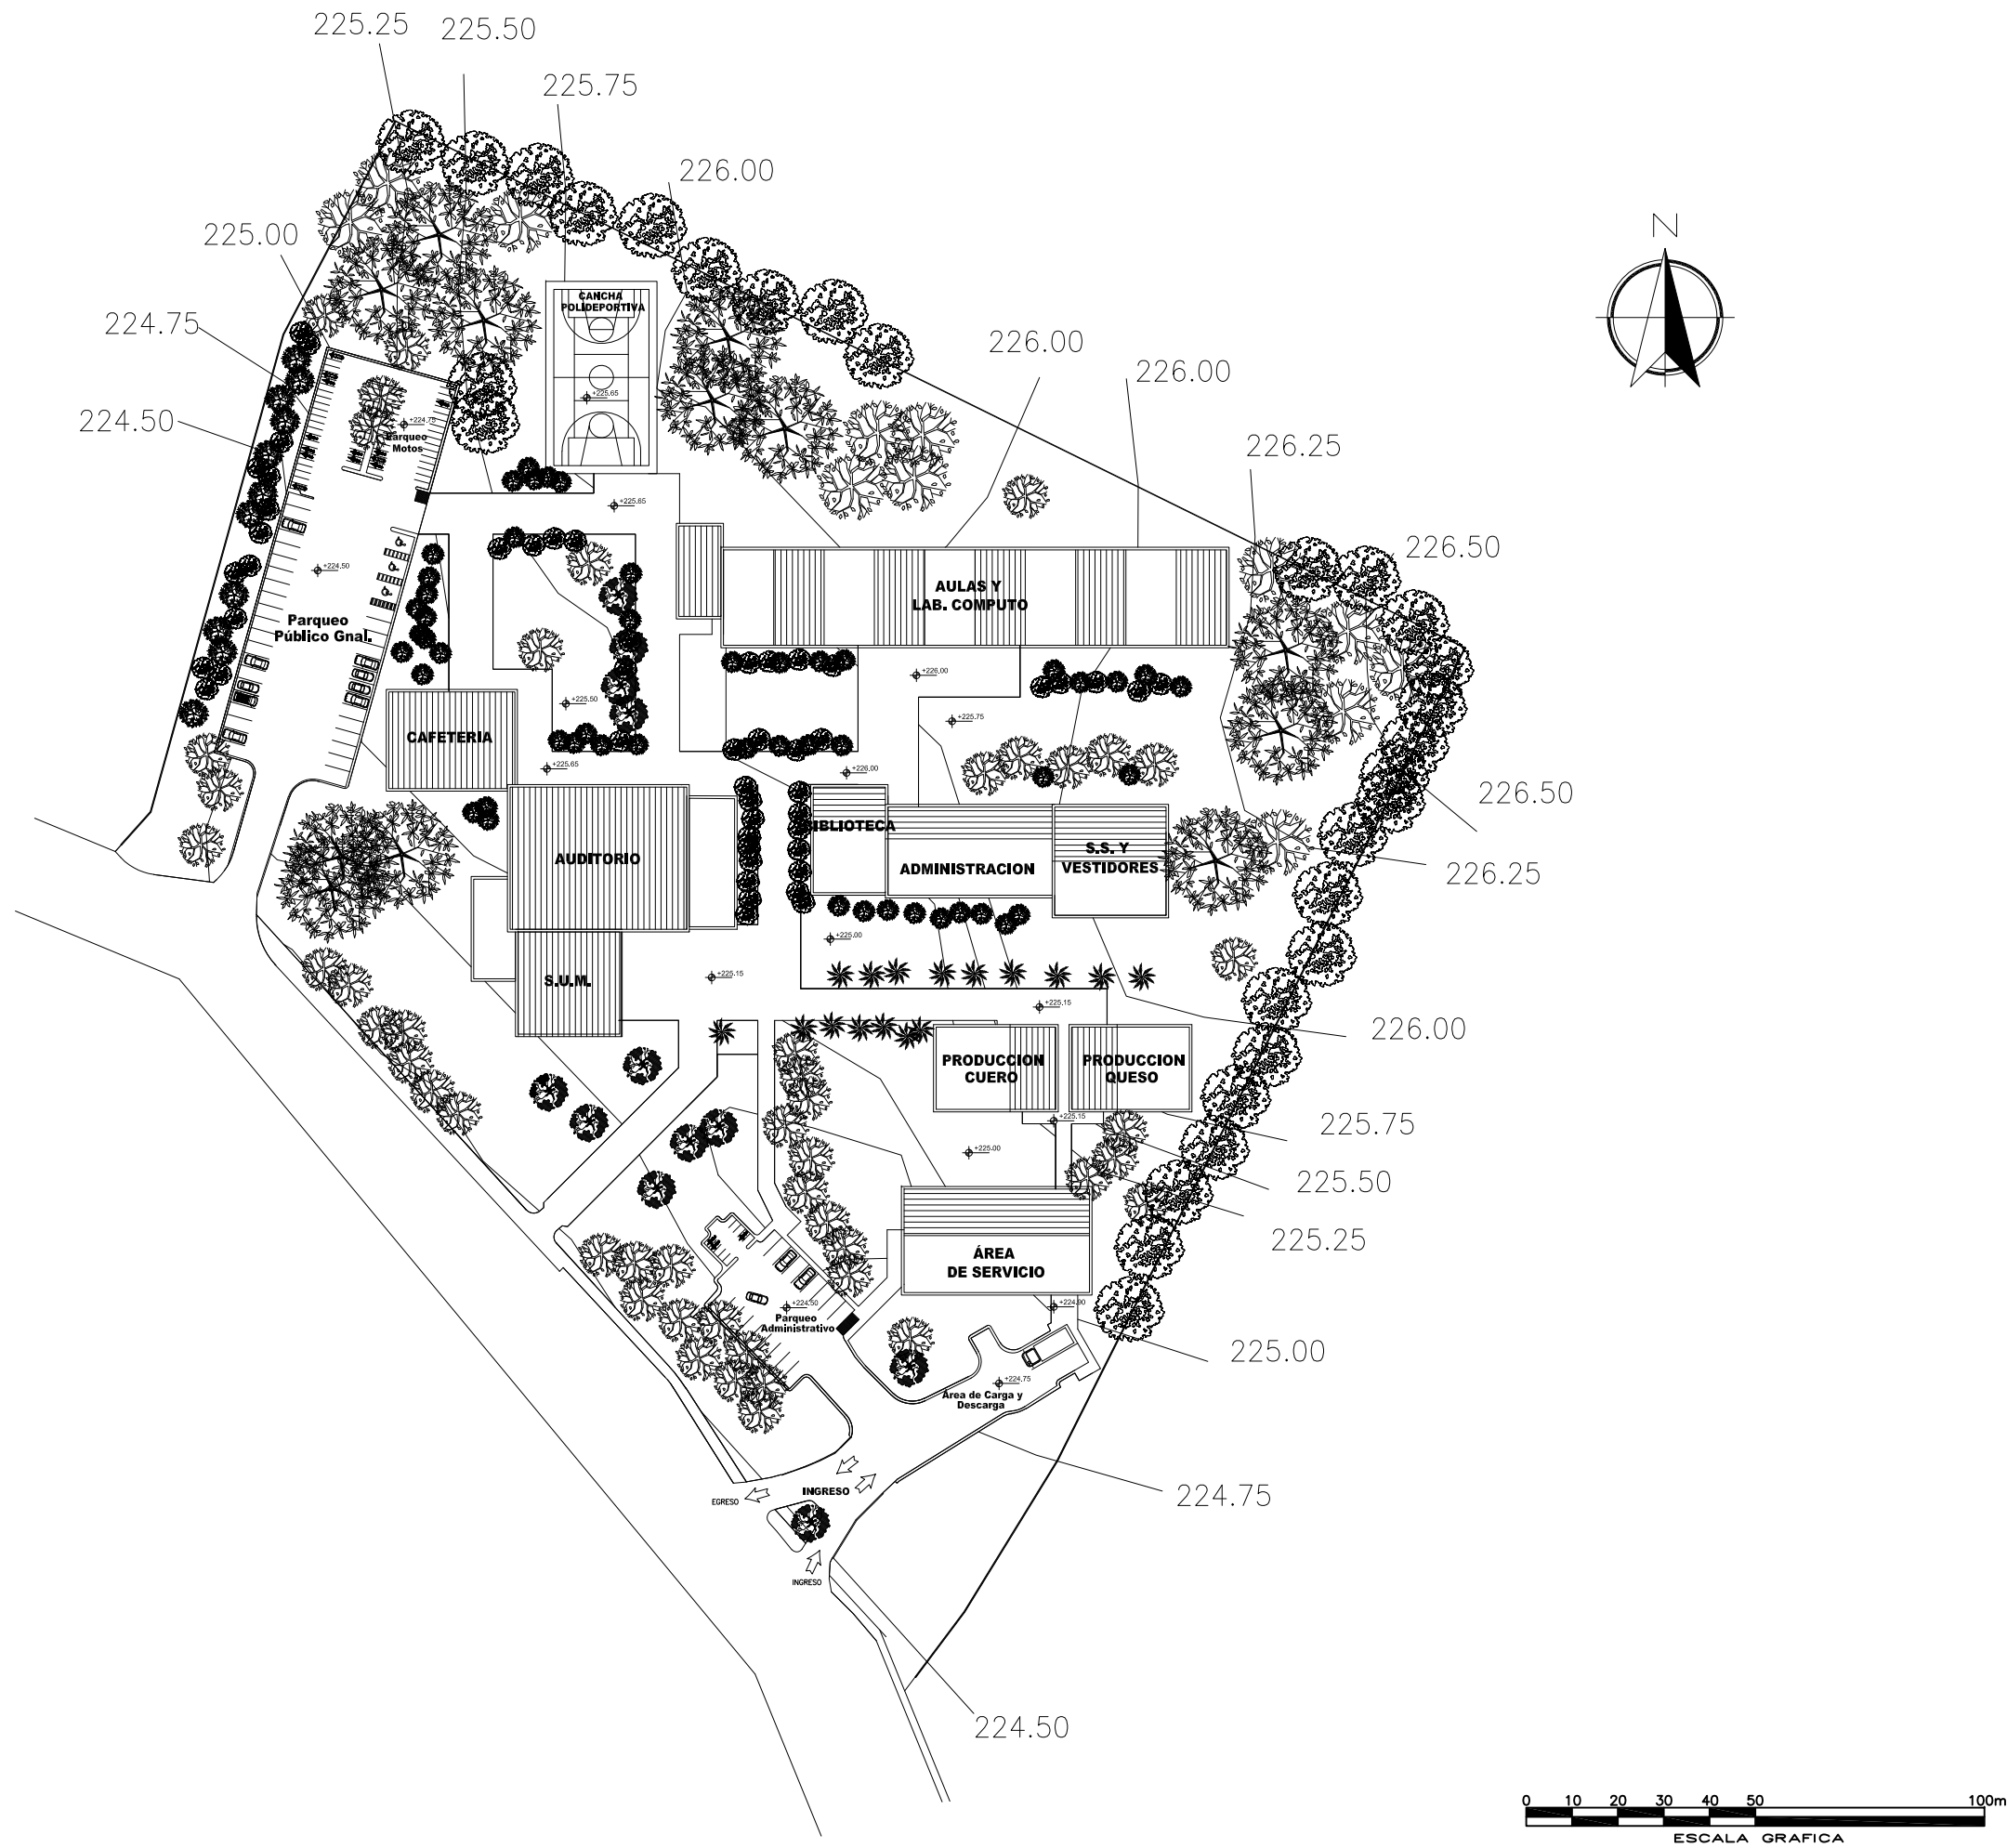 225.25
225.50
225.75
226.00
225.00
N
224.75
CANCHA
POLIDEPORTIVA
226.00
226.00
+225.65
224.50
+224.75
Parqueo
Motos
226.25
+225.65
226.50
+224.50
AULAS Y
LAB. COMPUTO
Parqueo
Público Gnal.
+226.00
+225.50
+225.75
CAFETERIA
+225.65
+226.00
226.50
BIBLIOTECA
AUDITORIO
ADMINISTRACION
S.S. Y
VESTIDORES
226.25
+225.00
S.U.M.
+225.15
+225.15
226.00
PRODUCCION
CUERO
PRODUCCION
QUESO
+225.15
225.75
+225.00
225.50
225.25
ÁREA
DE SERVICIO
+224.50
+224.90
Parqueo
Administrativo
225.00
+224.75
Área de Carga y
Descarga
INGRESO
EGRESO
224.75
INGRESO
224.50
0 10 20 30 40 50 100m
ESCALA GRAFICA